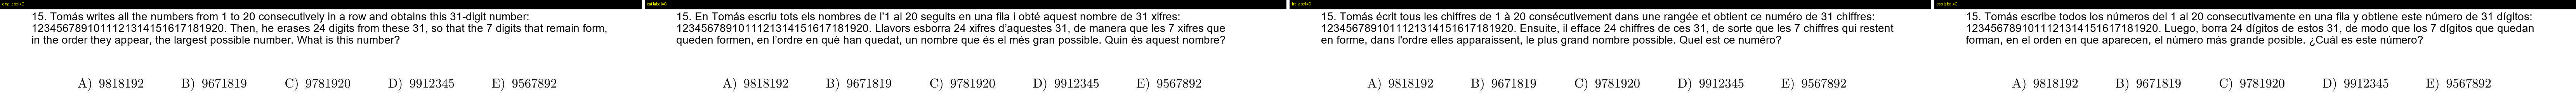 eng label=C
15. Tomás writes all the numbers from 1 to 20 consecutively in a row and obtains this 31-digit number:
1234567891011121314151617181920. Then, he erases 24 digits from these 31, so that the 7 digits that remain form,
in the order they appear, the largest possible number. What is this number?
A) 9818192 B) 9671819 C) 9781920 D) 9912345 E) 9567892
cat label=C
15. En Tomàs escriu tots els nombres de l'1 al 20 seguits en una fila i obté aquest nombre de 31 xifres:
1234567891011121314151617181920. Llavors esborra 24 xifres d'aquestes 31, de manera que les 7 xifres que
queden formen, en l'ordre en què han quedat, un nombre que és el més gran possible. Quin és aquest nombre?
A) 9818192 B) 9671819 C) 9781920 D) 9912345 E) 9567892
fra label=C
15. Tomás écrit tous les chiffres de 1 à 20 consécutivement dans une rangée et obtient ce numéro de 31 chiffres:
1234567891011121314151617181920. Ensuite, il efface 24 chiffres de ces 31, de sorte que les 7 chiffres qui restent
en forme, dans l'ordre elles apparaissent, le plus grand nombre possible. Quel est ce numéro?
A) 9818192 B) 9671819 C) 9781920 D) 9912345 E) 9567892
esp label=C
15. Tomás escribe todos los números del 1 al 20 consecutivamente en una fila y obtiene este número de 31 dígitos:
1234567891011121314151617181920. Luego, borra 24 dígitos de estos 31, de modo que los 7 dígitos que quedan
forman, en el orden en que aparecen, el número más grande posible. ¿Cuál es este número?
A) 9818192 B) 9671819 C) 9781920 D) 9912345 E) 9567892